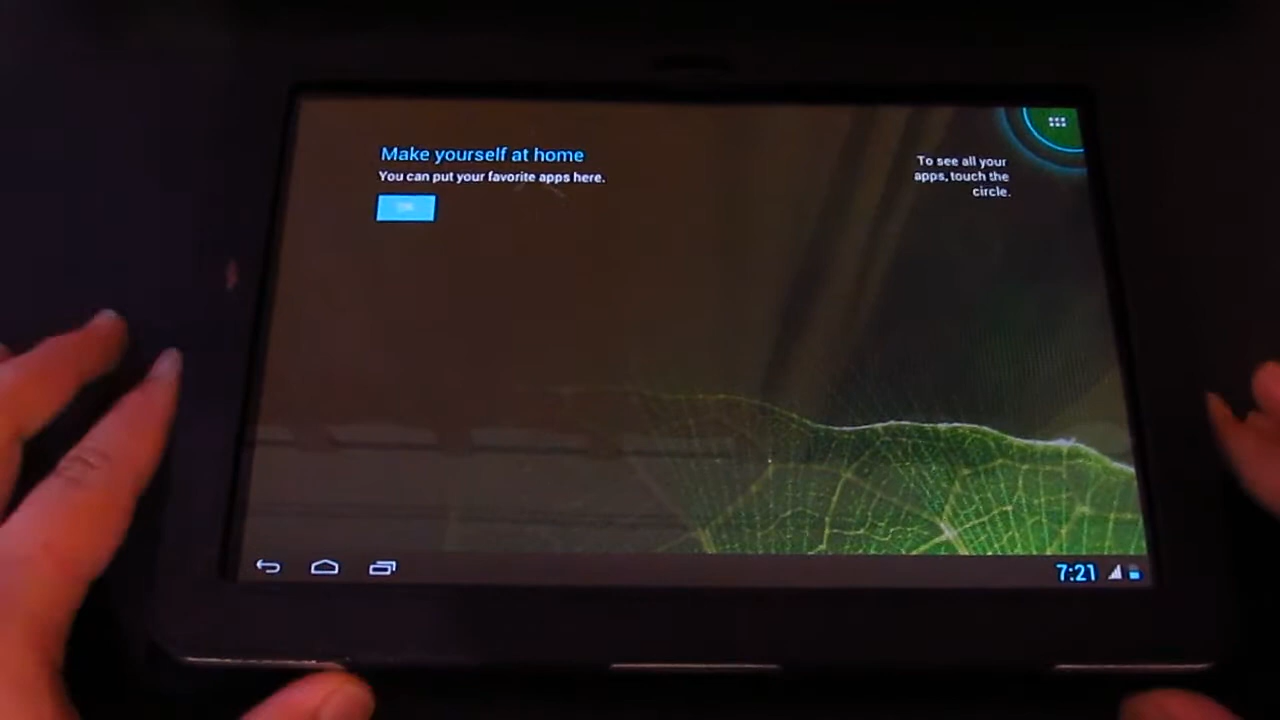 Make yourself at home
You can put your favorite apps here.
To see all your
apps, touch the
circle.
7:21